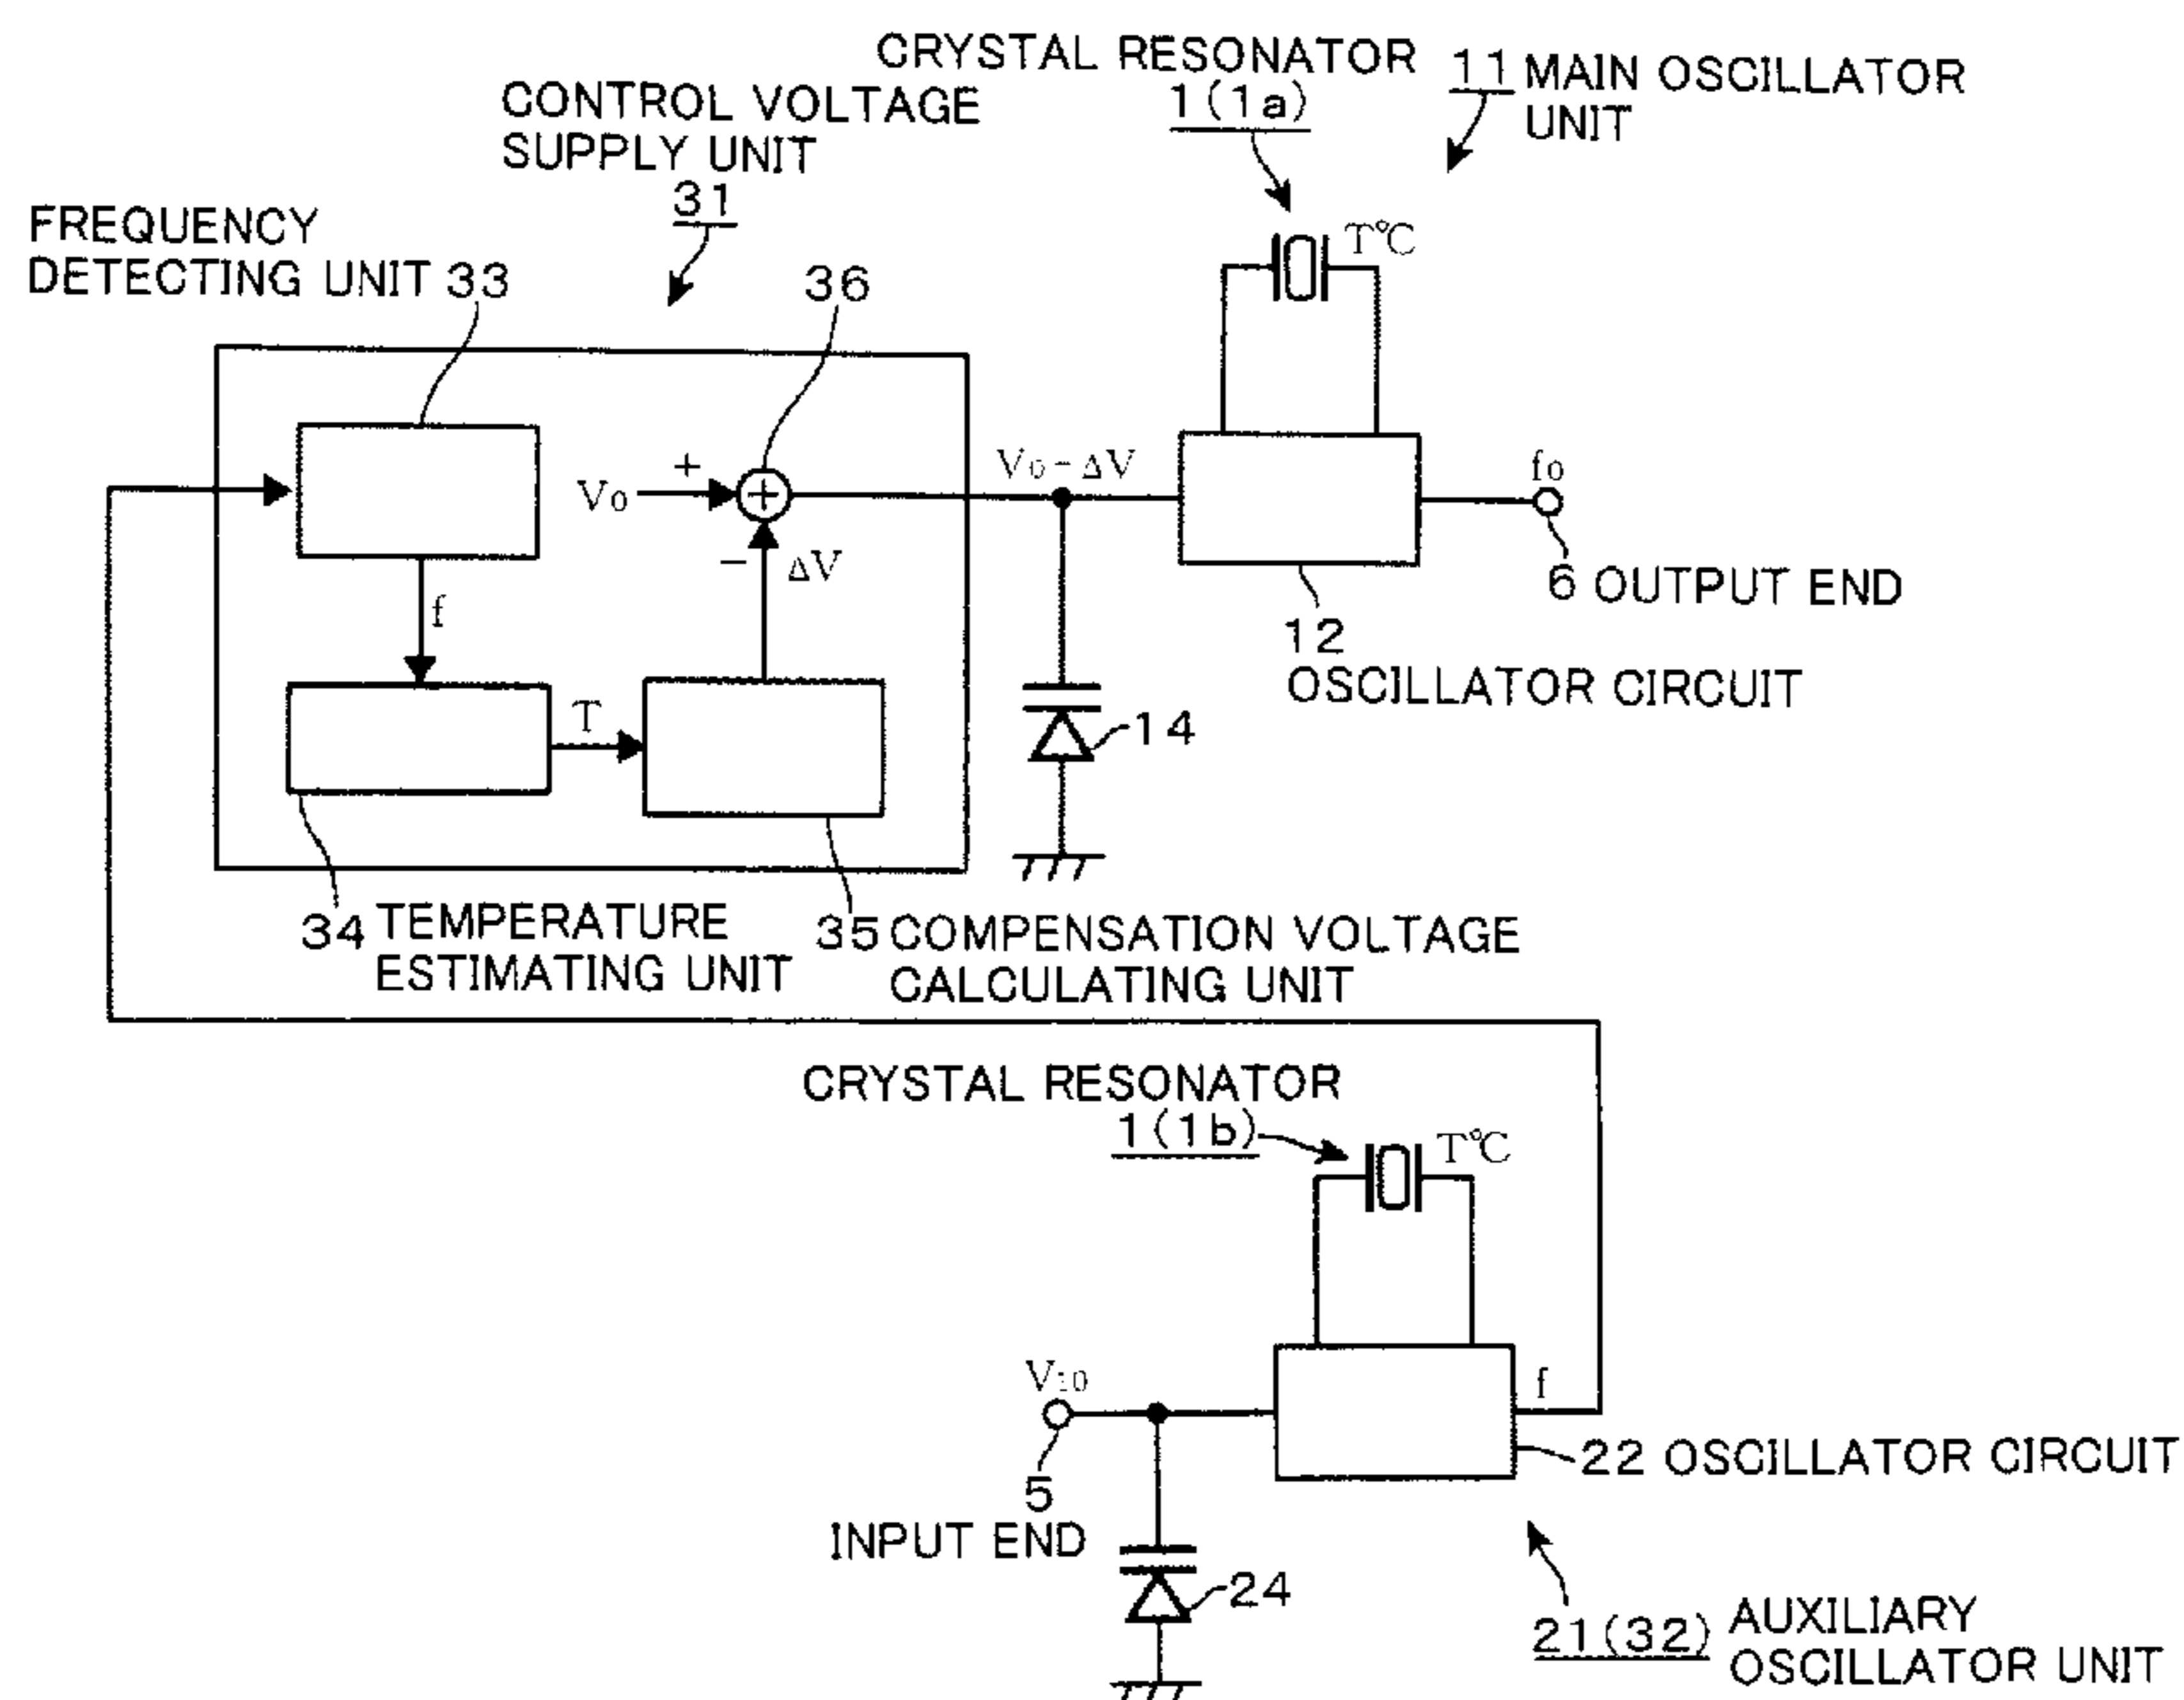 CRYSTAL RESONATOR
1(1a)
11 MAIN OSCILLATOR
UNIT
CONTROL VOLTAGE
SUPPLY UNIT
31
FREQUENCY
DETECTING UNIT 33
36
T℃
V0
+
+
V0-ΔV
f0
6 OUTPUT END
−
ΔV
f
12
OSCILLATOR CIRCUIT
T
14
34 TEMPERATURE
ESTIMATING UNIT
35 COMPENSATION VOLTAGE
CALCULATING UNIT
CRYSTAL RESONATOR
1(1b)
T℃
V10
f
5
INPUT END
22 OSCILLATOR CIRCUIT
24
21(32) AUXILIARY
OSCILLATOR UNIT